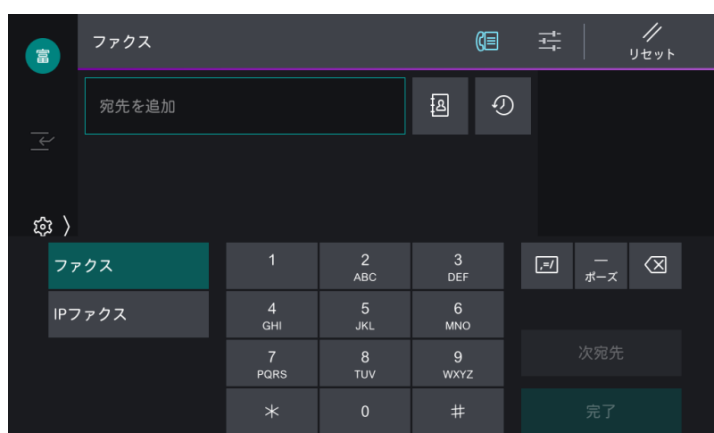 富
ファクス
リセット
宛先を追加
ファクス
IPファクス
1
2
ABC
3
DEF
4
GHI
5
JKL
6
MNO
7
PQRS
8
TUV
9
WXYZ
＊
0
#
,=/
ー
ポーズ
次宛先
完了